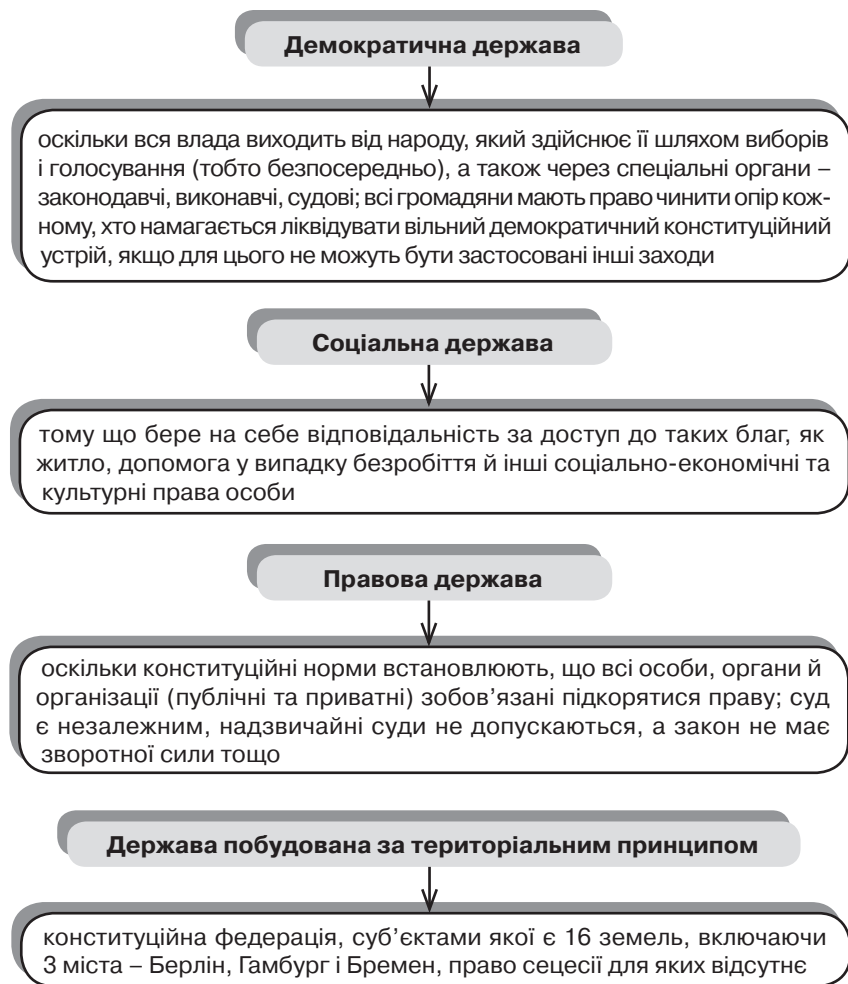 Демократична держава
оскільки вся влада виходить від народу, який здійснює її шляхом виборів
і голосування (тобто безпосередньо), а також через спеціальні органи –
законодавчі, виконавчі, судові; всі громадяни мають право чинити опір кож-
ному, хто намагається ліквідувати вільний демократичний конституційний
устрій, якщо для цього не можуть бути застосовані інші заходи
Соціальна держава
тому що бере на себе відповідальність за доступ до таких благ, як
житло, допомога у випадку безробіття й інші соціально-економічні та
культурні права особи
Правова держава
оскільки конституційні норми встановлюють, що всі особи, органи й
організації (публічні та приватні) зобов’язані підкорятися праву; суд
є незалежним, надзвичайні суди не допускаються, а закон не має
зворотної сили тощо
Держава побудована за територіальним принципом
конституційна федерація, суб’єктами якої є 16 земель, включаючи
3 міста – Берлін, Гамбург і Бремен, право сецесії для яких відсутнє